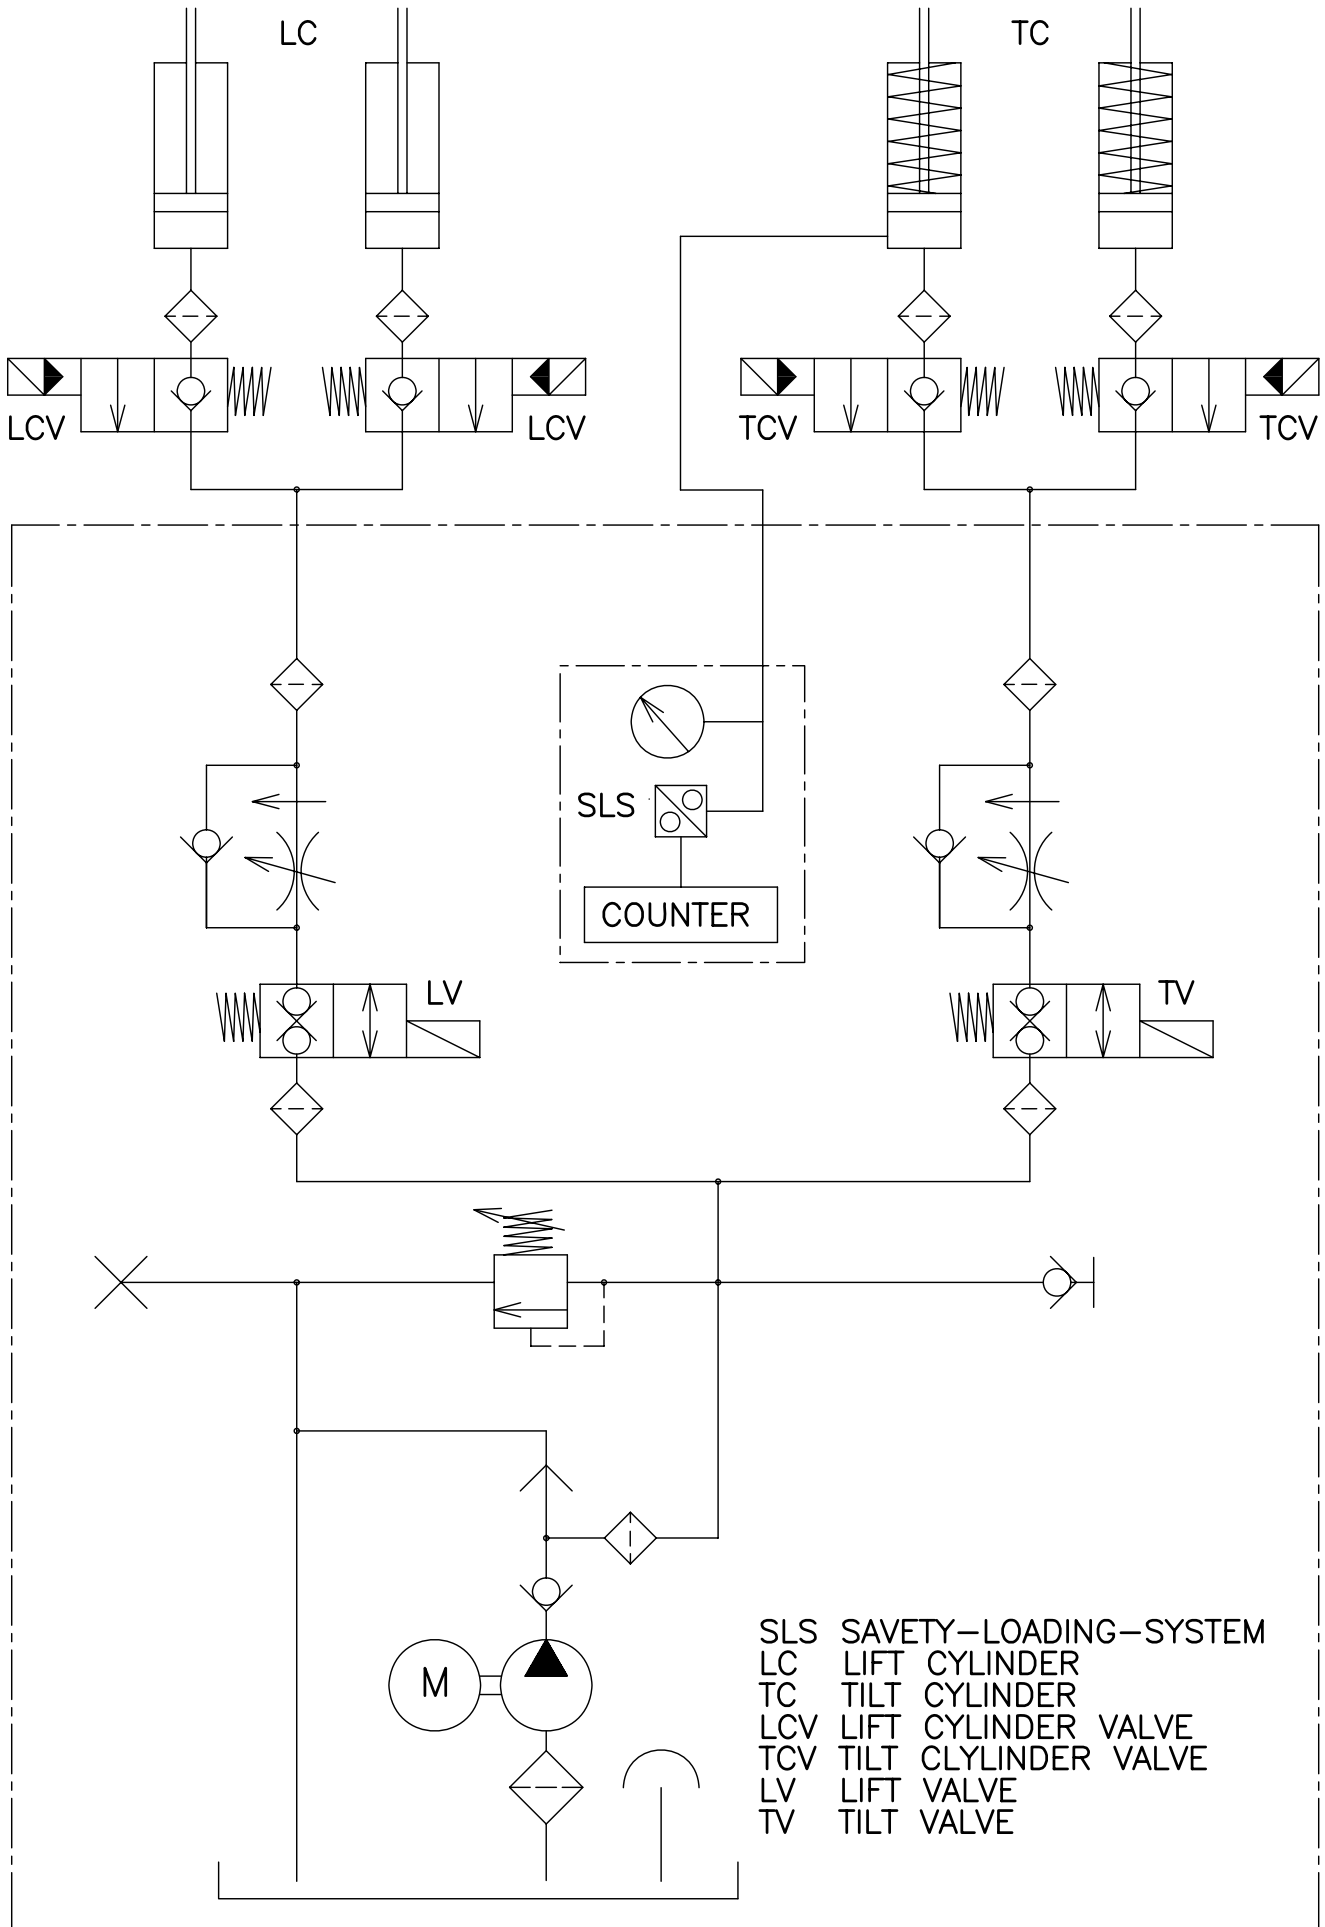 LC
TC
LCV
LCV
TCV
TCV
SLS
COUNTER
LV
TV
M
SLS SAVETY-LOADING-SYSTEM
LC LIFT CYLINDER
TC TILT CYLINDER
LCV LIFT CYLINDER VALVE
TCV TILT CLYLINDER VALVE
LV LIFT VALVE
TV TILT VALVE